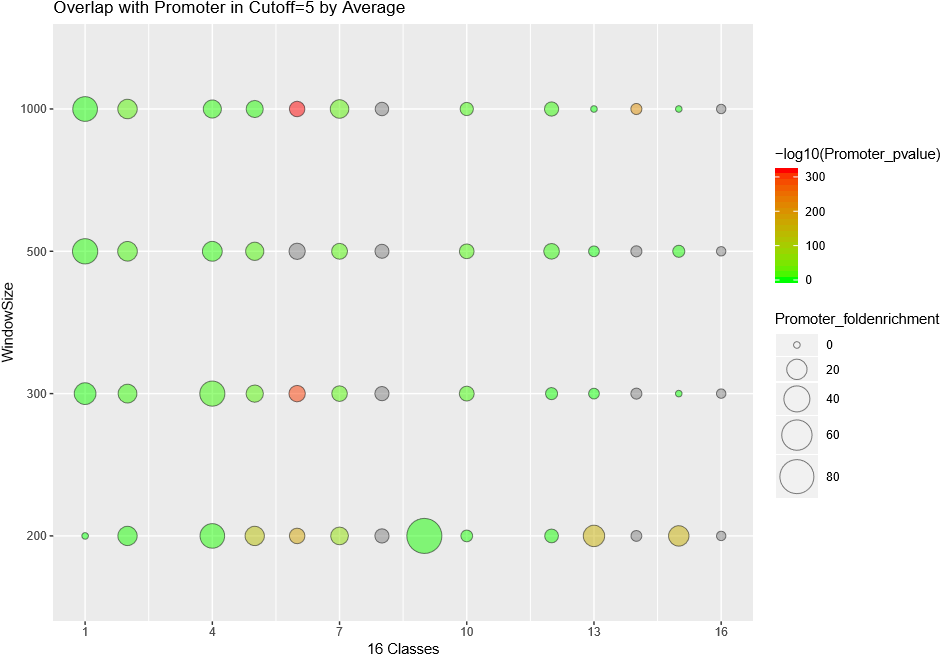 Overlap with Promoter in Cutoff=5 by Average
WindowSize
1000
500
300
200
1 4 7 10 13 16
16 Classes
−log10(Promoter_pvalue)
300
200
100
0
Promoter_foldenrichment
0
20
40
60
80